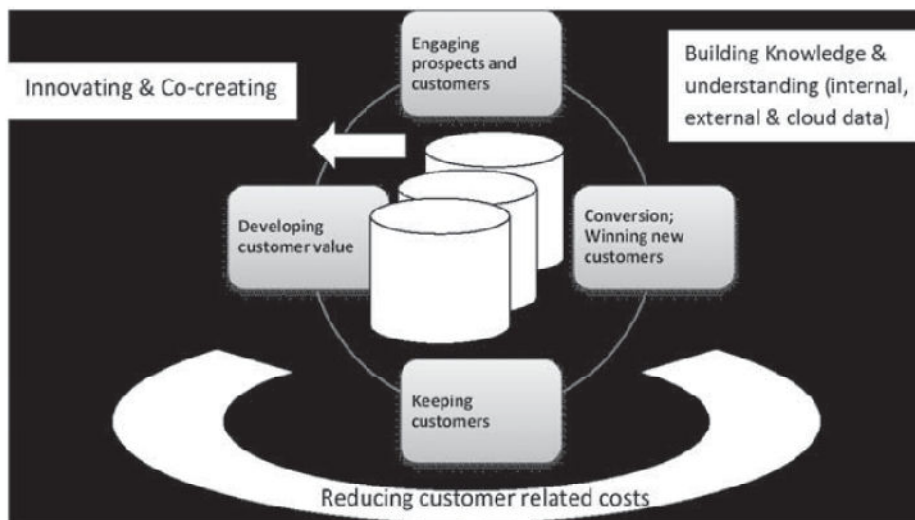 Engaging
prospects and
customers
Innovating & Co-creating
Building Knowledge &
understanding (internal,
external & cloud data)
Developing
customer value
Conversion;
Winning new
customers
Keeping
customers
Reducing customer related costs